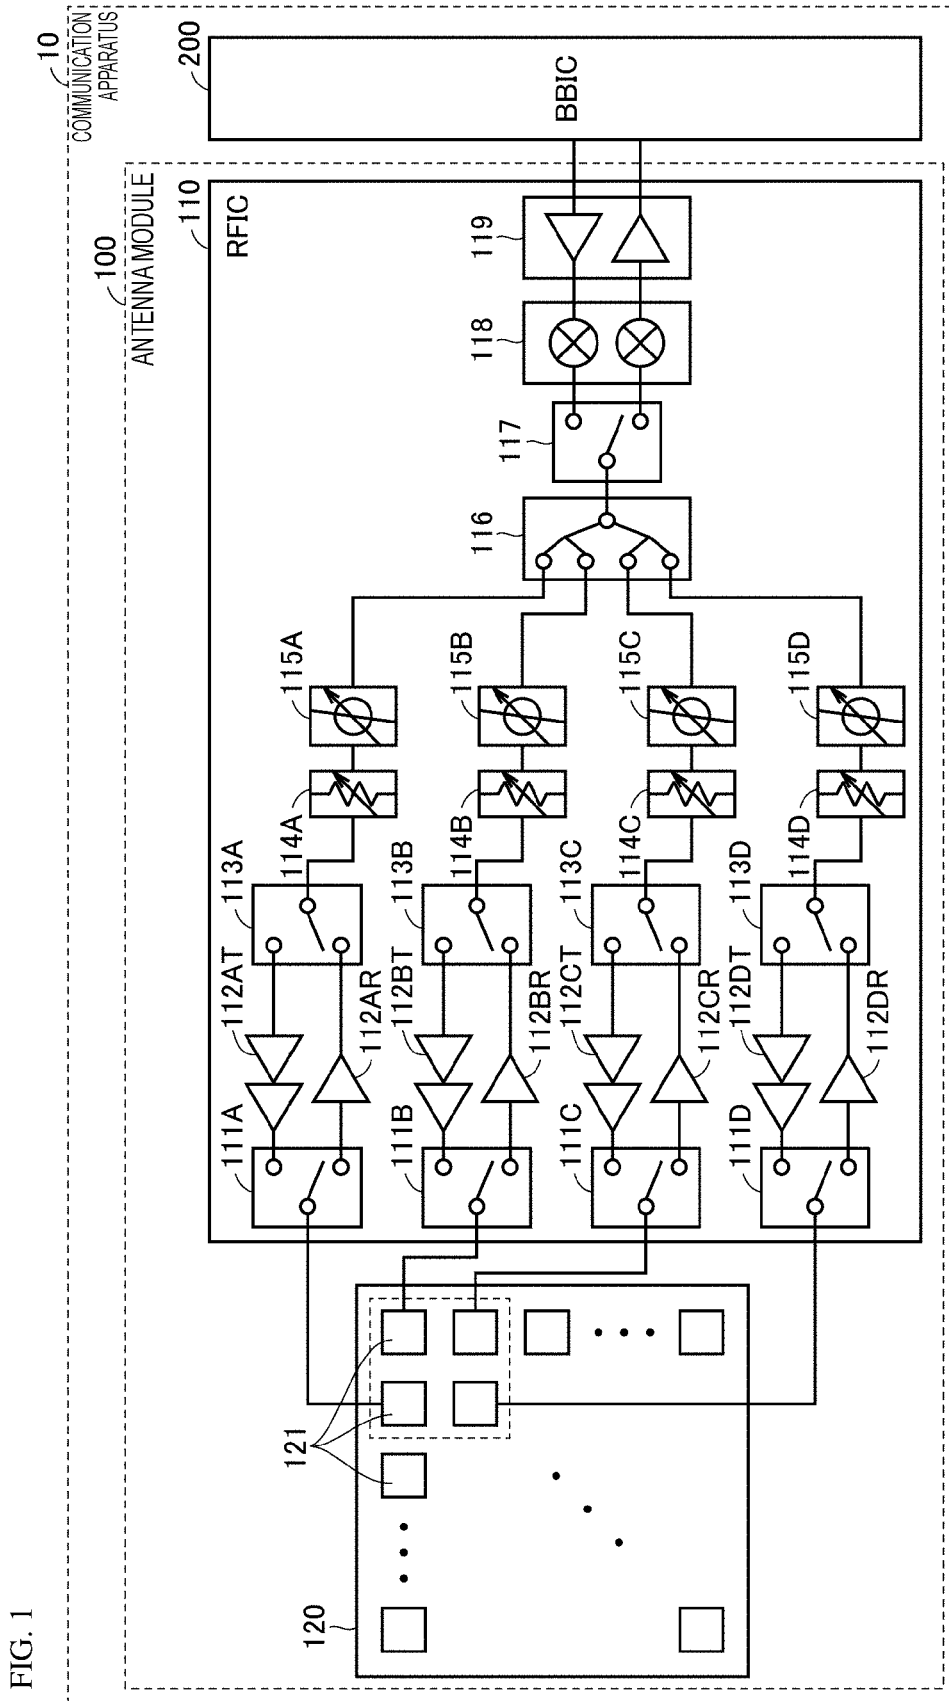 FIG. 1
10
COMMUNICATION
APPARATUS
100
ANTENNA MODULE
200
BBIC
110
RFIC
120
121
111A
112AT
112AR
113A
114A
115A
111B
112BT
112BR
113B
114B
115B
111C
112CT
112CR
113C
114C
115C
111D
112DT
112DR
113D
114D
115D
116
117
118
119